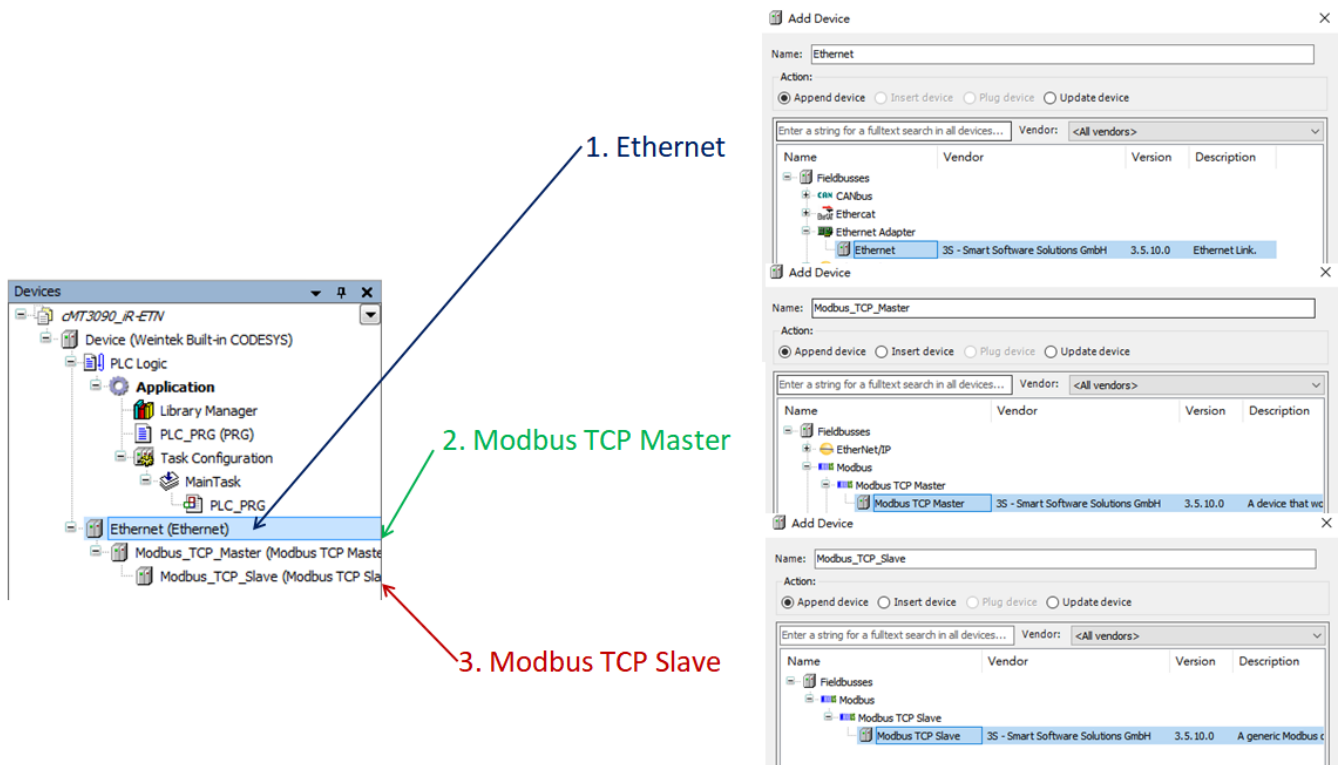 Devices
cMT3090_iR-ETN
Device (Weintek Built-in CODESYS)
PLC Logic
Application
Library Manager
PLC_PRG (PRG)
Task Configuration
MainTask
PLC_PRG
Ethernet (Ethernet)
Modbus_TCP_Master (Modbus TCP Maste
Modbus_TCP_Slave (Modbus TCP Sla
1. Ethernet
2. Modbus TCP Master
3. Modbus TCP Slave
Add Device
Name: Ethernet
Action:
Append device Insert device Plug device Update device
Enter a string for a fulltext search in all devices... Vendor: <All vendors>
Name Vendor Version Description
Fieldbusses
CAN CANbus
Ethercat
Ethernet Adapter
Ethernet 3S - Smart Software Solutions GmbH 3.5.10.0 Ethernet Link.
Add Device
Name: Modbus_TCP_Master
Action:
Append device Insert device Plug device Update device
Enter a string for a fulltext search in all devices... Vendor: <All vendors>
Name Vendor Version Description
Fieldbusses
EtherNet/IP
Modbus
Modbus TCP Master
Modbus TCP Master 3S - Smart Software Solutions GmbH 3.5.10.0 A device that wo
Add Device
Name: Modbus_TCP_Slave
Action:
Append device Insert device Plug device Update device
Enter a string for a fulltext search in all devices... Vendor: <All vendors>
Name Vendor Version Description
Fieldbusses
Modbus
Modbus TCP Slave
Modbus TCP Slave 3S - Smart Software Solutions GmbH 3.5.10.0 A generic Modbus